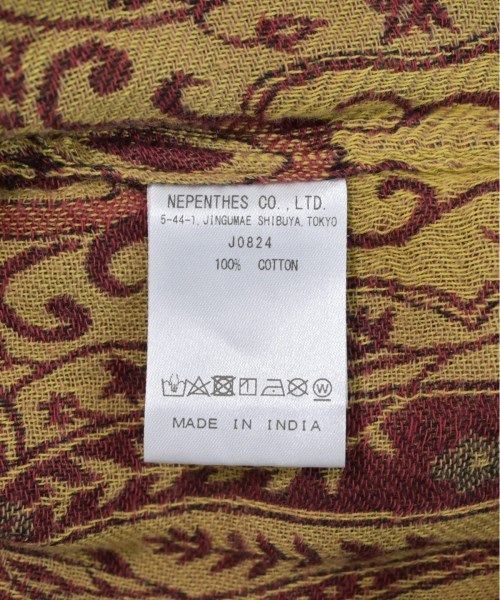 NEPENTHES CO.,LTD.
5-44-1, JINGUMAE SHIBUYA, TOKYO
J0824
100% COTTON
MADE IN INDIA